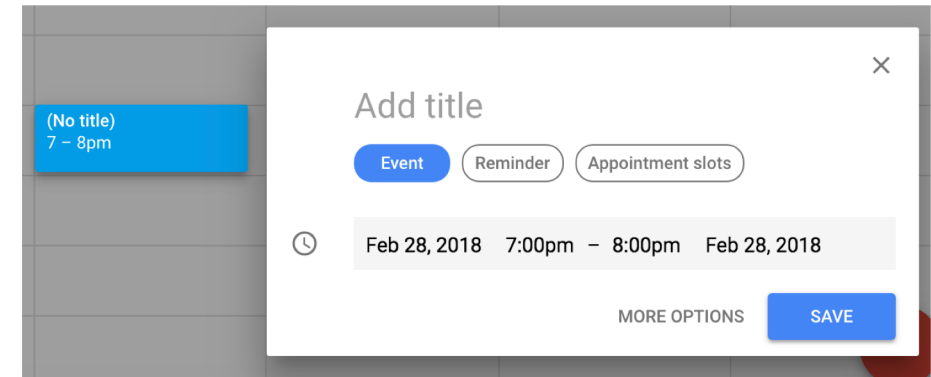 (No title)
7 – 8pm
Add title
Event Reminder Appointment slots
Feb 28, 2018 7:00pm – 8:00pm Feb 28, 2018
MORE OPTIONS SAVE